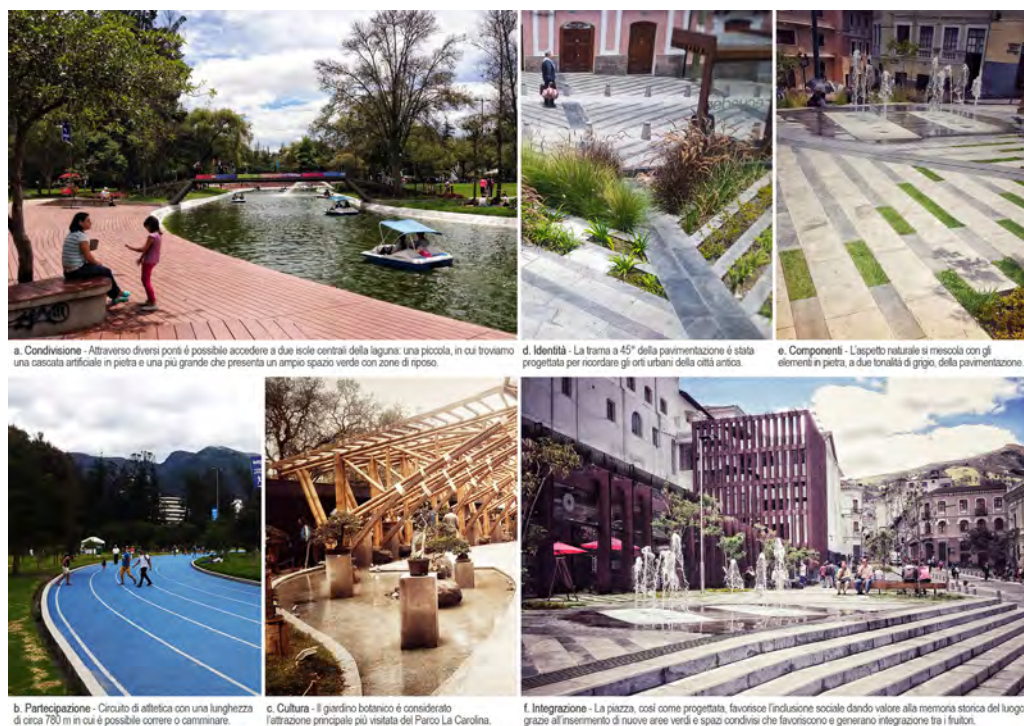 a. Condivisione - Attraverso diversi ponti è possibile accedere a due isole centrali della laguna: una piccola, in cui troviamo
una cascata artificiale in pietra e una più grande che presenta un ampio spazio verde con zone di riposo.
d. Identità - La trama a 45° della pavimentazione è stata
progettata per ricordare gli orti urbani della città antica.
e. Componenti - L'aspetto naturale si mescola con gli
elementi in pietra, a due tonalità di grigio, della pavimentazione.
b. Partecipazione - Circuito di atletica con una lunghezza
di circa 780 m in cui è possibile correre o camminare.
c. Cultura - Il giardino botanico è considerato
l'attrazione principale più visitata del Parco La Carolina.
f. Integrazione - La piazza, così come progettata, favorisce l'indusione sociale dando valore alla memoria storica del luogo
grazie all'inserimento di nuove aree verdi e spazi condivisi che favoriscono e generano integrazione tra i fruitori.